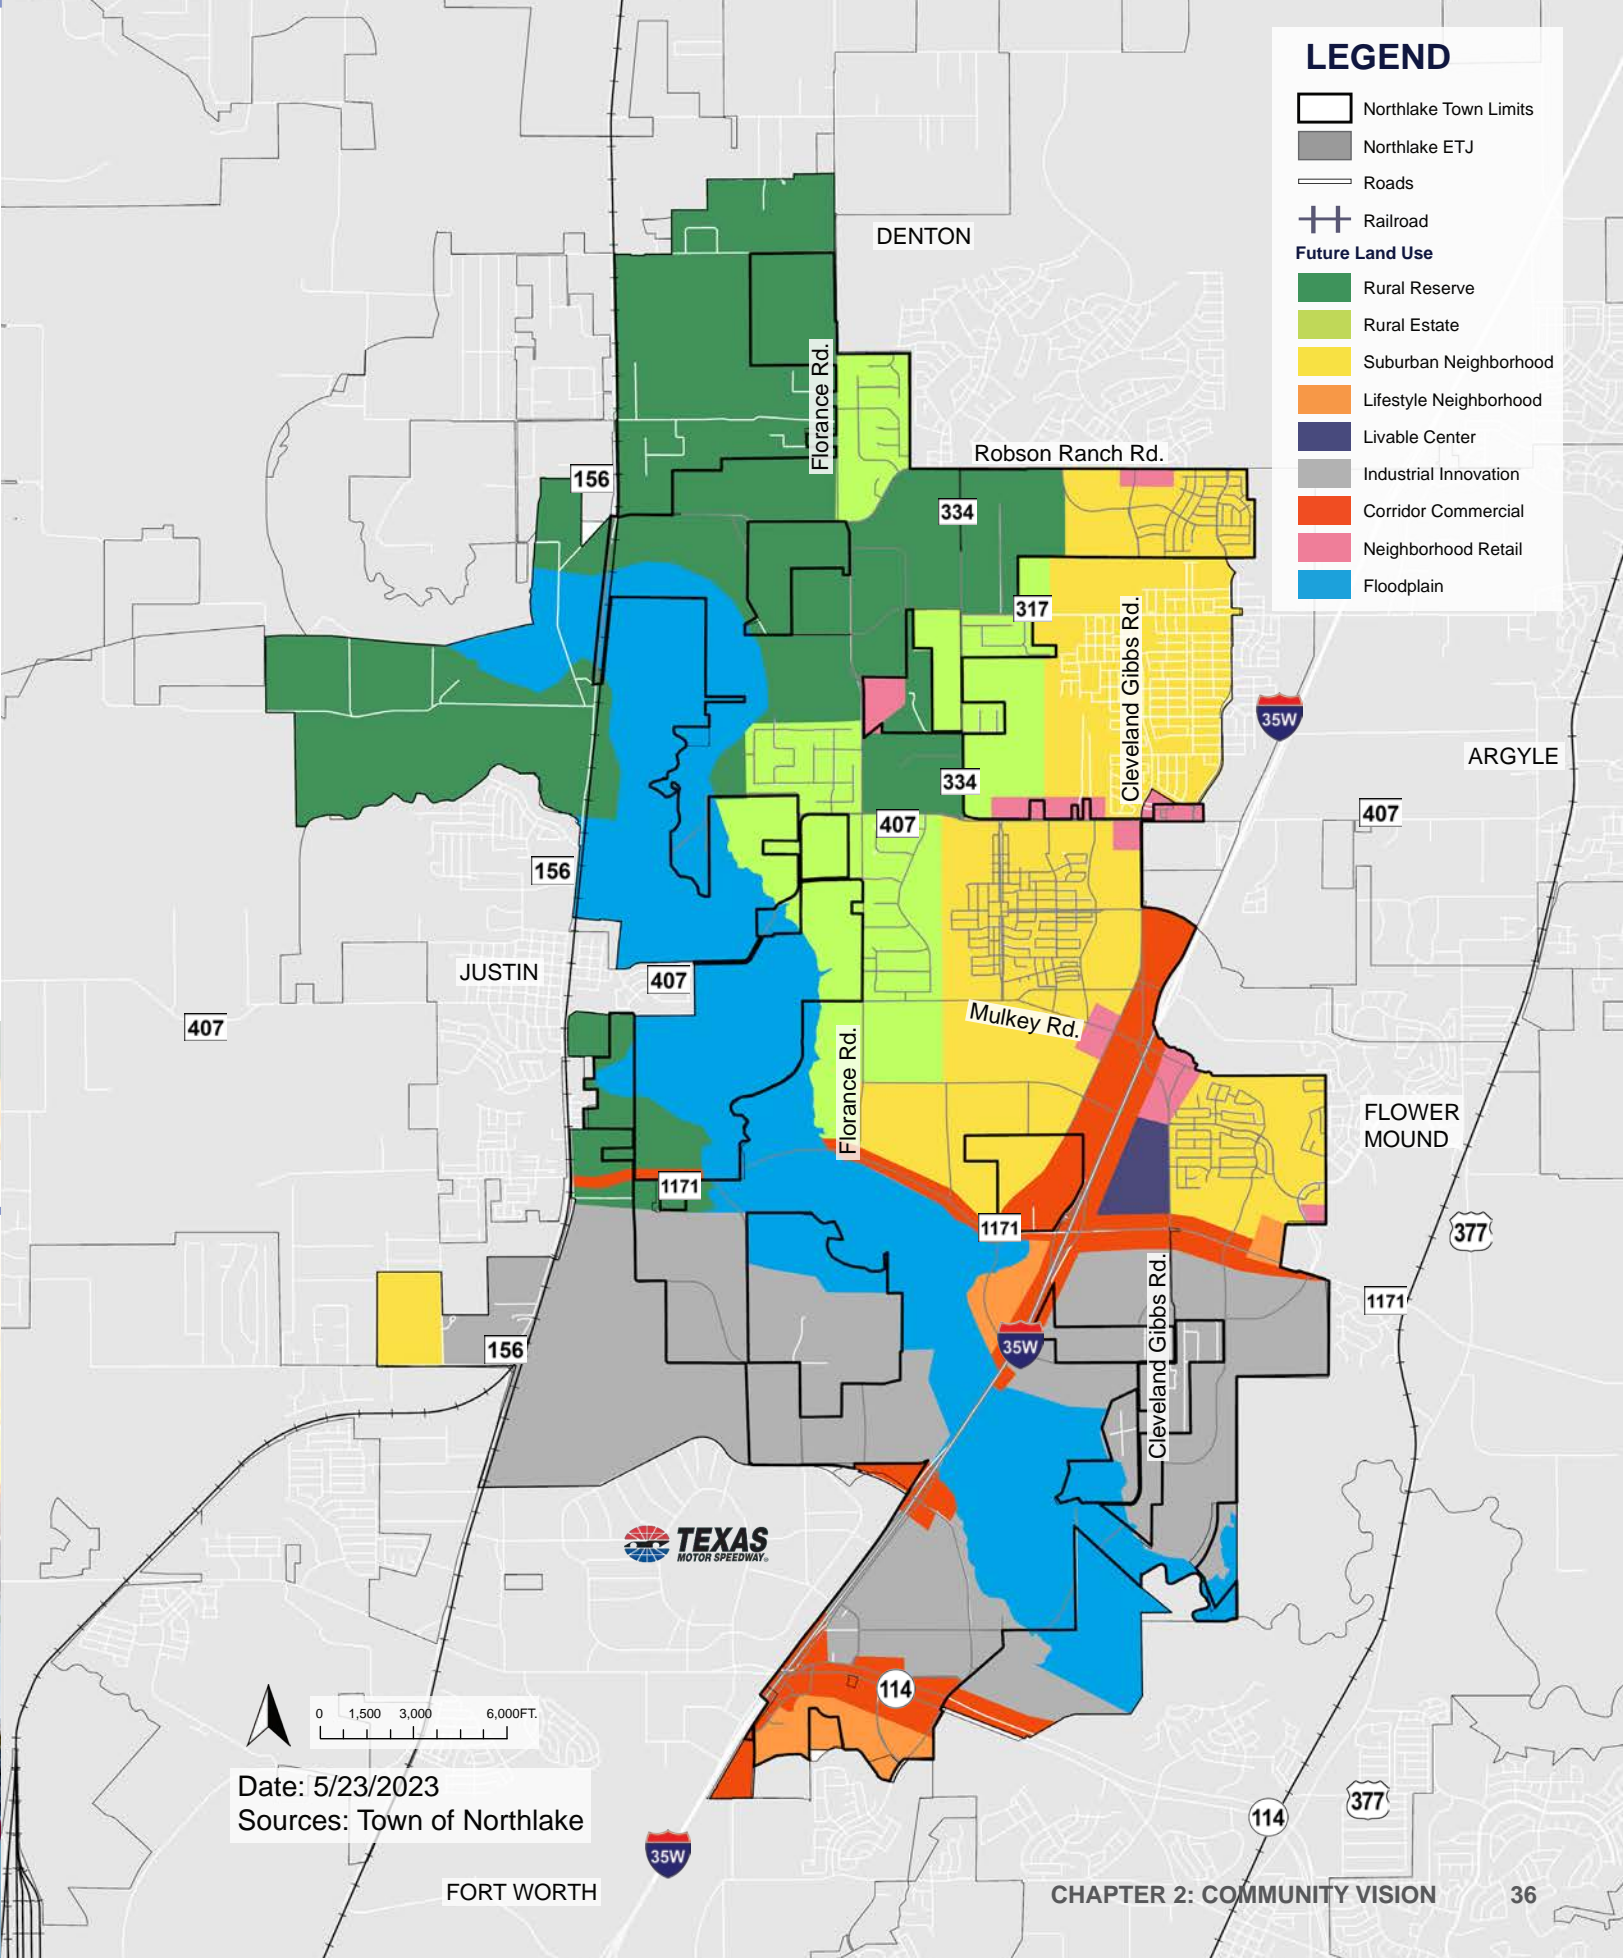 LEGEND
Northlake Town Limits
Northlake ETJ
Roads
Railroad
Future Land Use
Rural Reserve
Rural Estate
Suburban Neighborhood
Lifestyle Neighborhood
Livable Center
Industrial Innovation
Corridor Commercial
Neighborhood Retail
Floodplain
DENTON
Florance Rd.
Robson Ranch Rd.
156
334
317
Cleveland Gibbs Rd.
35W
ARGYLE
334
407
407
156
JUSTIN
407
407
Mulkey Rd.
Florance Rd.
FLOWER
MOUND
1171
1171
377
Cleveland Gibbs Rd.
1171
156
35W
TEXAS
MOTOR SPEEDWAY®
114
0 1,500 3,000 6,000FT.
Date: 5/23/2023
Sources: Town of Northlake
377
114
35W
FORT WORTH
CHAPTER 2: COMMUNITY VISION 36